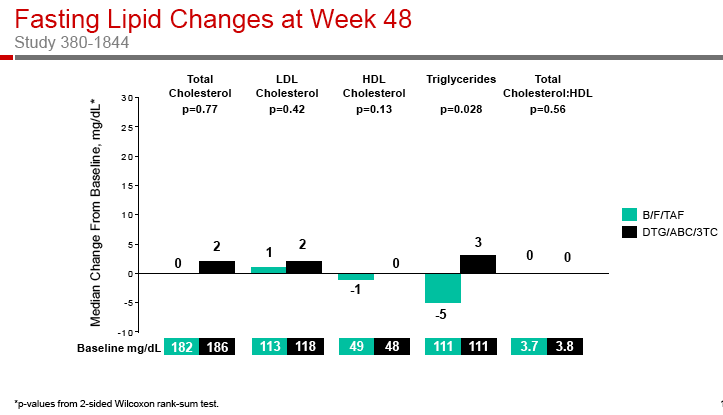 Fasting Lipid Changes at Week 48
Study 380-1844
Total Cholesterol p=0.77
LDL Cholesterol p=0.42
HDL Cholesterol p=0.13
Triglycerides p=0.028
Total Cholesterol:HDL p=0.56
Median Change From Baseline, mg/dL*
30
25
20
15
10
5
0
-5
-10
0 2
1 2
-1 0
-5 3
0 0
B/F/TAF
DTG/ABC/3TC
Baseline mg/dL 182 186 113 118 49 48 111 111 3.7 3.8
*p-values from 2-sided Wilcoxon rank-sum test.